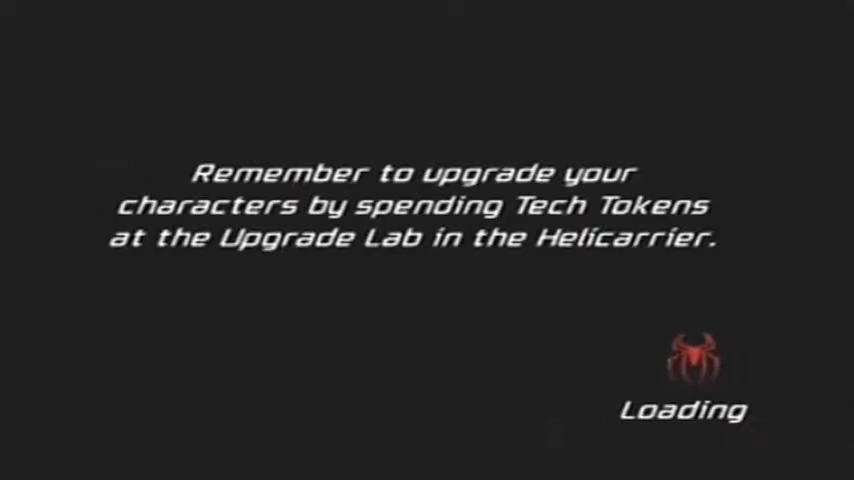 Remember to upgrade your
characters by spending Tech Tokens
at the Upgrade Lab in the Helicarrier.
Loading